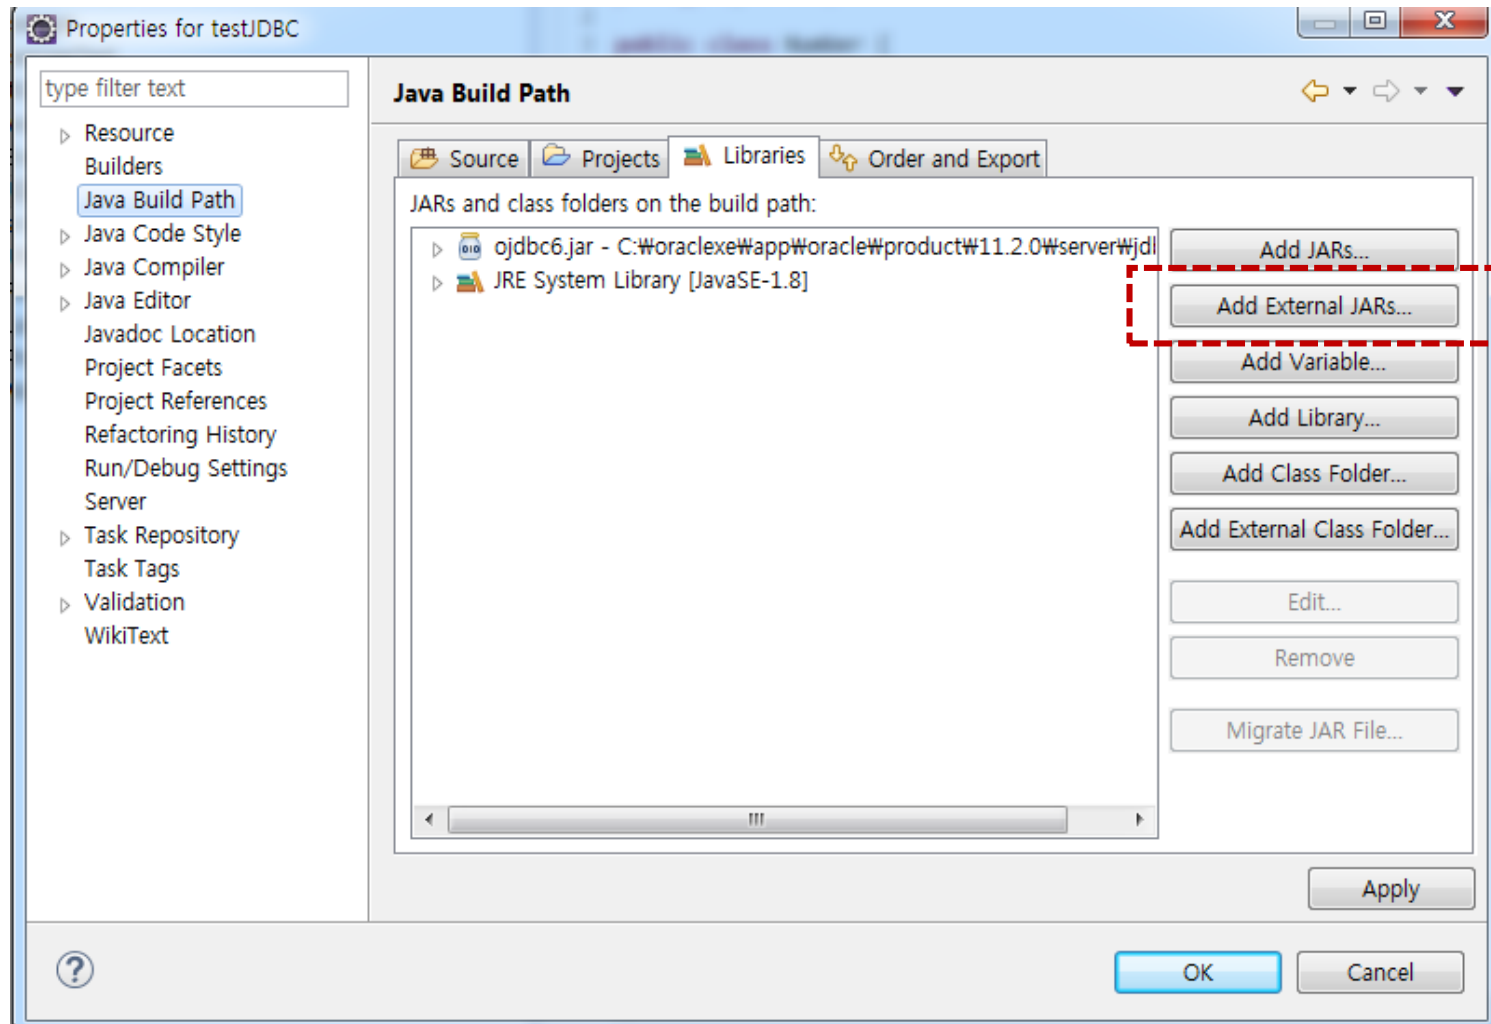 Properties for testJDBC
public class Number {
type filter text
Resource
Builders
Java Build Path
Java Code Style
Java Compiler
Java Editor
Javadoc Location
Project Facets
Project References
Refactoring History
Run/Debug Settings
Server
Task Repository
Task Tags
Validation
WikiText
Java Build Path
Source
Projects
Libraries
Order and Export
JARs and class folders on the build path:
ojdbc6.jar - C:₩oraclexe₩app₩oracle₩product₩11.2.0₩server₩jdl
JRE System Library [JavaSE-1.8]
Add JARs...
Add External JARs...
Add Variable...
Add Library...
Add Class Folder...
Add External Class Folder...
Edit...
Remove
Migrate JAR File...
Apply
OK
Cancel